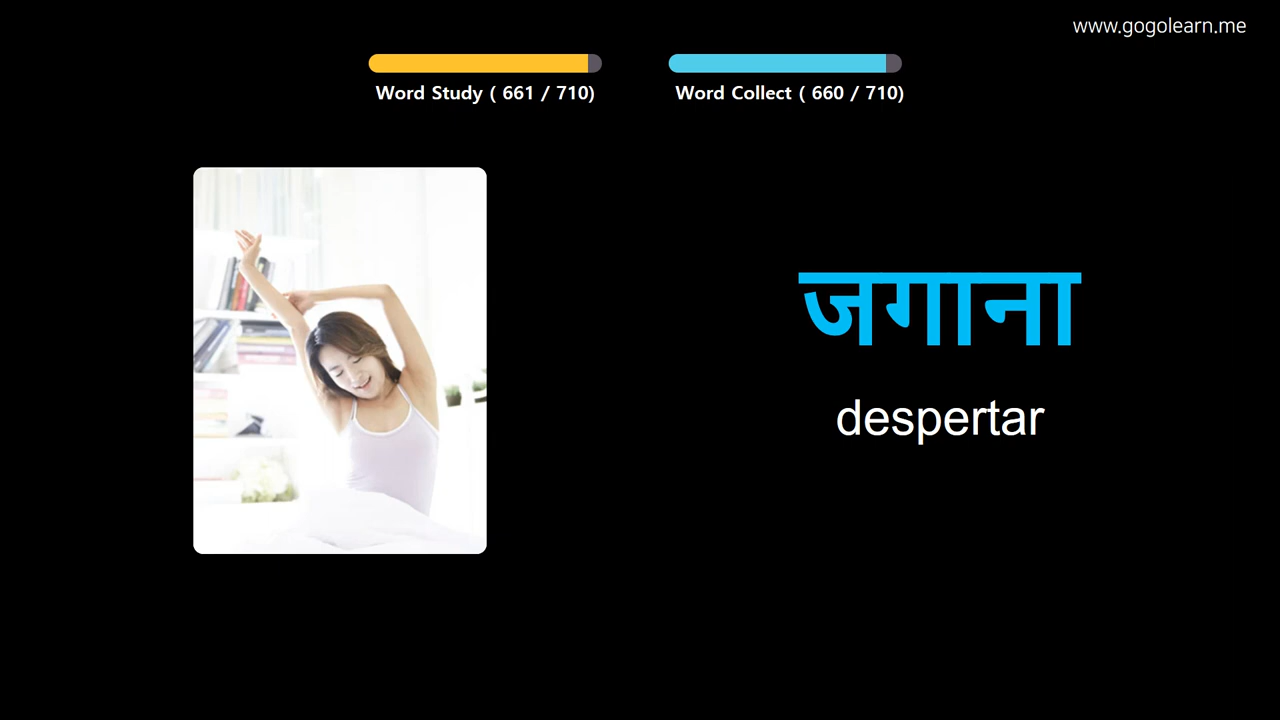 www.gogolearn.me
Word Study ( 661 / 710)
Word Collect ( 660 / 710)
जगाना
despertar